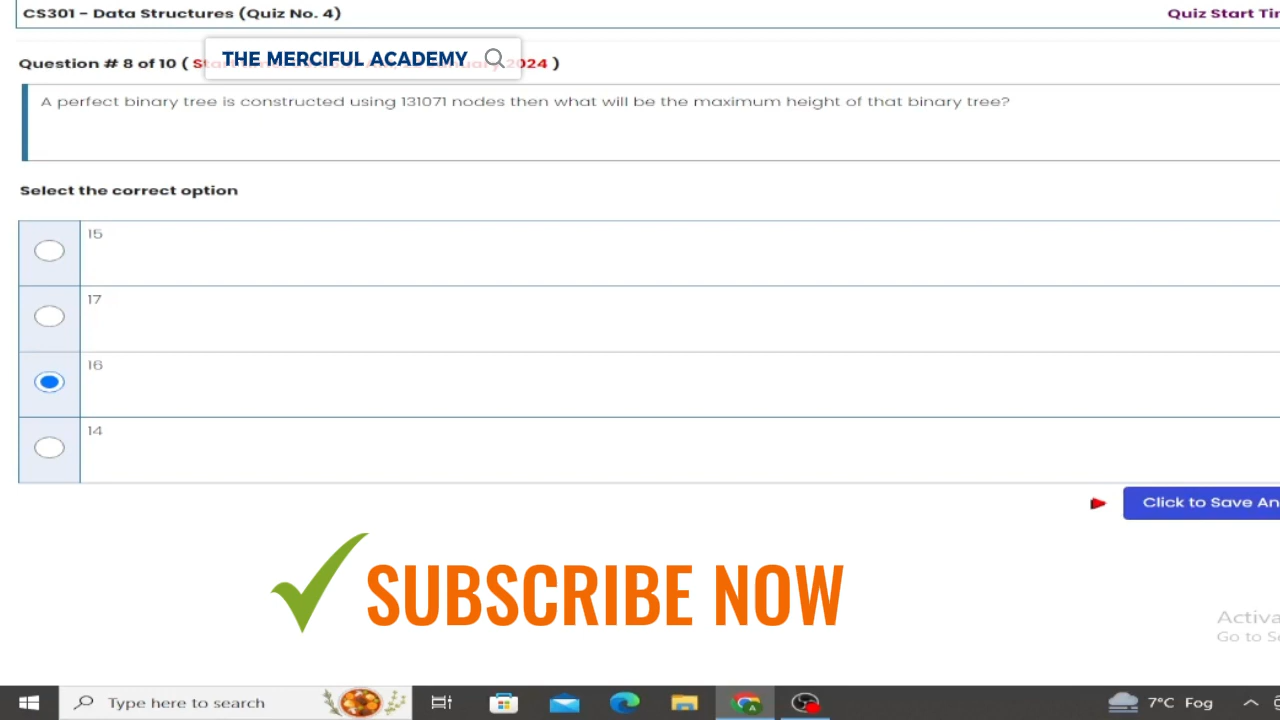 CS301 - Data Structures (Quiz No. 4)
Quiz Start Tir
THE MERCIFUL ACADEMY
Question # 8 of 10 ( 2024 )
A perfect binary tree is constructed using 131071 nodes then what will be the maximum height of that binary tree?
Select the correct option
15
17
16
14
Click to Save An
SUBSCRIBE NOW
Activa
Go to Se
Type here to search
7°C Fog